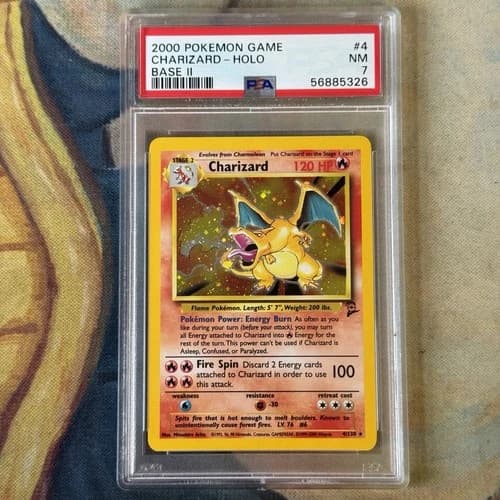 2000 POKEMON GAME #4
CHARIZARD - HOLO NM
BASE II 7
PSA 56885326
Evolves from Charmeleon Put Charizard on the Stage 1 card
STAGE 2
Charizard 120 HP
Flame Pokémon. Length: 5' 7", Weight: 200 lbs.
Pokémon Power: Energy Burn As often as you
like during your turn (before your attack), you may turn
all Energy attached to Charizard into Energy for
the rest of the turn. This power can't be used if Charizard is
Asleep, Confused, or Paralyzed.
Fire Spin Discard 2 Energy cards
attached to Charizard in order to use 100
this attack.
weakness resistance retreat cost
-30
Spits fire that is hot enough to melt boulders. Known to
unintentionally cause forest fires. LV. 76 #6
4/130